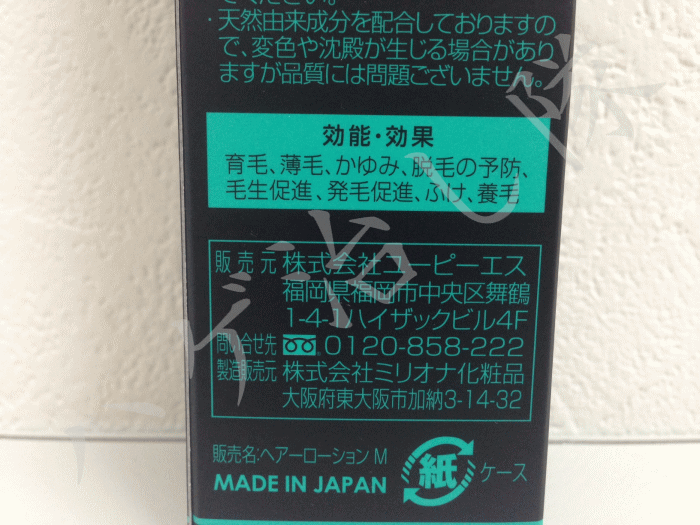 ・天然由来成分を配合しておりますの
で、変色や沈殿が生じる場合があり
ますが品質には問題ございません。
効能・効果
育毛、薄毛、かゆみ、脱毛の予防、
毛生促進、発毛促進、ふけ、養毛
販売元 株式会社ユーピーエス
福岡県福岡市中央区舞鶴
1-4-1ハイザックビル4F
問い合せ先 0120-858-222
製造販売元 株式会社ミリオナ化粧品
大阪府東大阪市加納3-14-32
販売名:ヘアーローション M
MADE IN JAPAN
紙 ケース